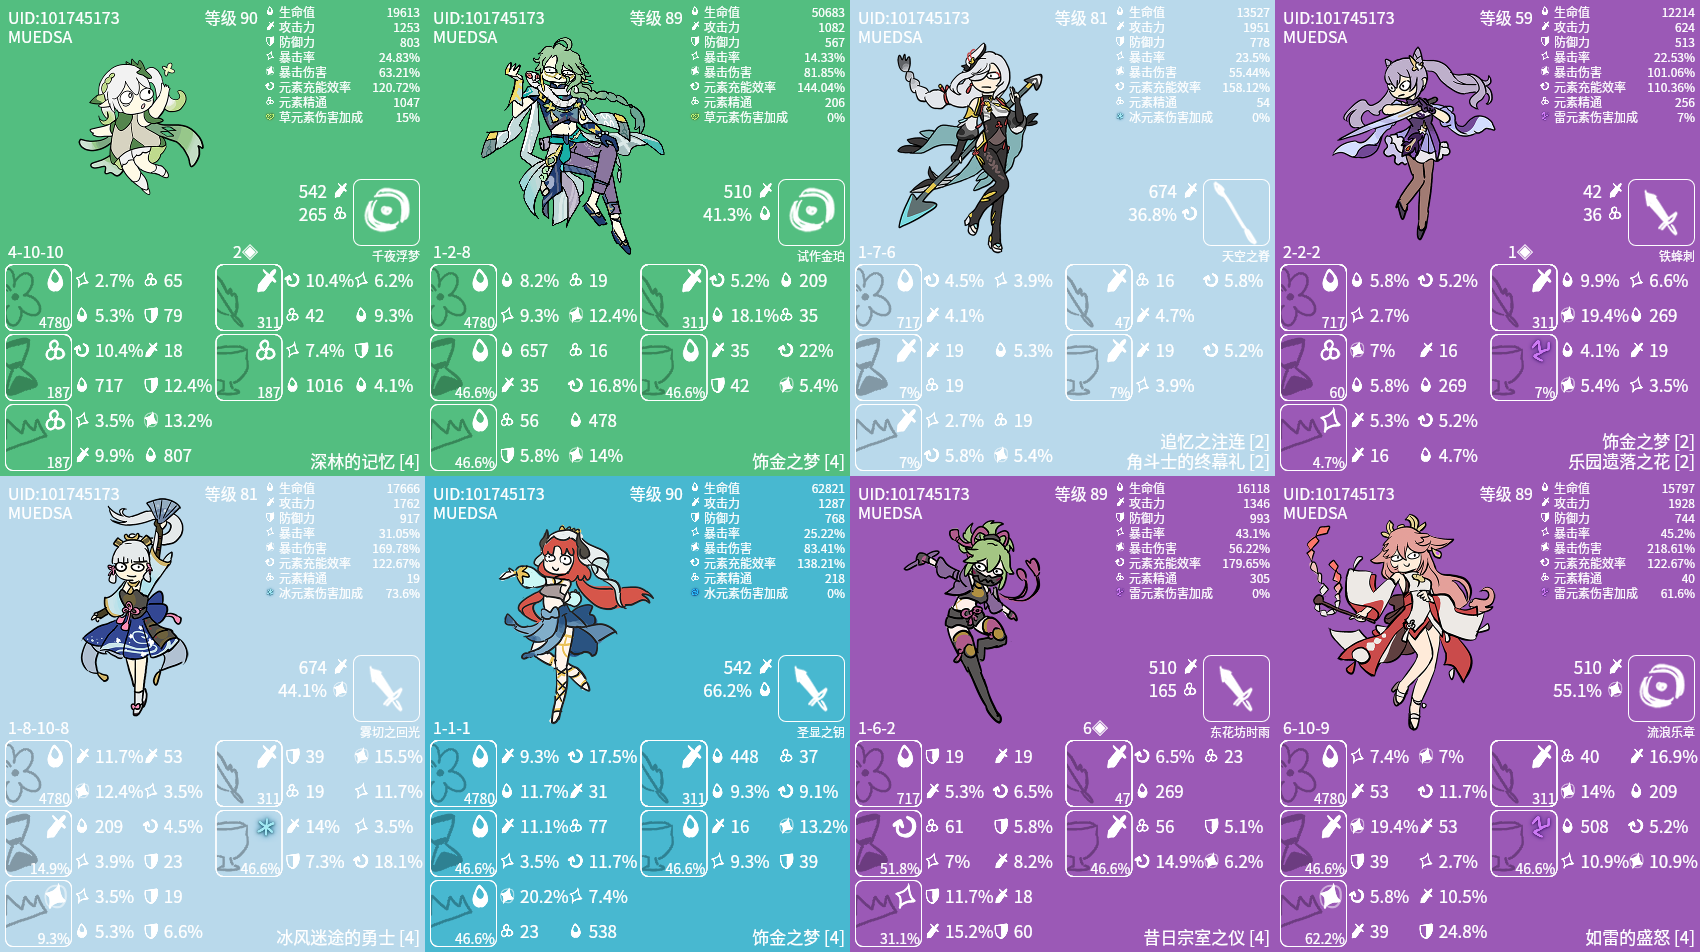 UID:101745173 等级 90
MUEDSA
生命值 19613
攻击力 1253
防御力 803
暴击率 24.83%
暴击伤害 63.21%
元素充能效率 120.72%
元素精通 1047
草元素伤害加成 15%
542
265
4-10-10 2 千夜浮梦
2.7% 65 10.4% 6.2%
4780 5.3% 79 311 42 9.3%
10.4% 18 7.4% 16
187 717 12.4% 187 1016 4.1%
3.5% 13.2%
187 9.9% 807
深林的记忆 [4]
UID:101745173 等级 89
MUEDSA
生命值 50683
攻击力 1082
防御力 567
暴击率 14.33%
暴击伤害 81.85%
元素充能效率 144.04%
元素精通 206
草元素伤害加成 0%
510
41.3%
1-2-8 试作金珀
8.2% 19 5.2% 209
4780 9.3% 12.4% 311 18.1% 35
657 16 35 22%
46.6% 35 16.8% 46.6% 42 5.4%
56 478
46.6% 5.8% 14%
饰金之梦 [4]
UID:101745173 等级 81
MUEDSA
生命值 13527
攻击力 1951
防御力 778
暴击率 23.5%
暴击伤害 55.44%
元素充能效率 158.12%
元素精通 54
冰元素伤害加成 0%
674
36.8%
1-7-6 天空之脊
4.5% 3.9% 16 5.8%
717 4.1% 47 4.7%
19 5.3% 19 5.2%
7% 19 7% 3.9%
2.7% 19
7% 5.8% 5.4%
追忆之注连 [2]
角斗士的终幕礼 [2]
UID:101745173 等级 59
MUEDSA
生命值 12214
攻击力 624
防御力 513
暴击率 22.53%
暴击伤害 101.06%
元素充能效率 110.36%
元素精通 256
雷元素伤害加成 7%
42
36
2-2-2 1 铁蜂刺
5.8% 5.2% 9.9% 6.6%
717 2.7% 311 19.4% 269
7% 16 4.1% 19
60 5.8% 269 7% 5.4% 3.5%
5.3% 5.2%
4.7% 16 4.7%
饰金之梦 [2]
乐园遗落之花 [2]
UID:101745173 等级 81
MUEDSA
生命值 17666
攻击力 1762
防御力 917
暴击率 31.05%
暴击伤害 169.78%
元素充能效率 122.67%
元素精通 19
冰元素伤害加成 73.6%
674
44.1%
1-8-10-8 雾切之回光
11.7% 53 39 15.5%
4780 12.4% 3.5% 311 19 11.7%
209 4.5% 14% 3.5%
14.9% 3.9% 23 46.6% 7.3% 18.1%
3.5% 19
9.3% 5.3% 6.6%
冰风迷途的勇士 [4]
UID:101745173 等级 90
MUEDSA
生命值 62821
攻击力 1287
防御力 768
暴击率 25.22%
暴击伤害 83.41%
元素充能效率 138.21%
元素精通 218
水元素伤害加成 0%
542
66.2%
1-1-1 圣显之钥
9.3% 17.5% 448 37
4780 11.7% 31 311 9.3% 9.1%
11.1% 77 16 13.2%
46.6% 3.5% 11.7% 46.6% 9.3% 39
20.2% 7.4%
46.6% 23 538
饰金之梦 [4]
UID:101745173 等级 89
MUEDSA
生命值 16118
攻击力 1346
防御力 993
暴击率 43.1%
暴击伤害 56.22%
元素充能效率 179.65%
元素精通 305
雷元素伤害加成 0%
510
165
1-6-2 6 东花坊时雨
19 19 6.5% 23
717 5.3% 6.5% 47 269
61 5.8% 56 5.1%
51.8% 7% 8.2% 46.6% 14.9% 6.2%
11.7% 18
31.1% 15.2% 60
昔日宗室之仪 [4]
UID:101745173 等级 89
MUEDSA
生命值 15797
攻击力 1928
防御力 744
暴击率 45.2%
暴击伤害 218.61%
元素充能效率 122.67%
元素精通 40
雷元素伤害加成 61.6%
510
55.1%
6-10-9 流浪乐章
7.4% 7% 40 16.9%
4780 53 11.7% 311 14% 209
19.4% 53 508 5.2%
46.6% 39 2.7% 46.6% 10.9% 10.9%
5.8% 10.5%
62.2% 39 24.8%
如雷的盛怒 [4]